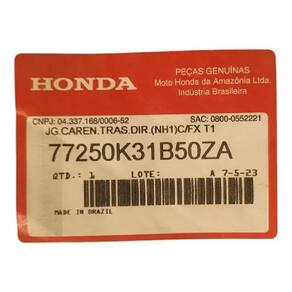 HONDA
PEÇAS GENUÍNAS
Moto Honda da Amazônia Ltda.
Indústria Brasileira
CNPJ: 04.337.168/0006-52 SAC: 0800-0552221
JG.CAREN.TRAS.DIR.(NH1)C/FX T1
77250K31B50ZA
QTD.: 1 LOTE: A 7-5-23
MADE IN BRAZIL